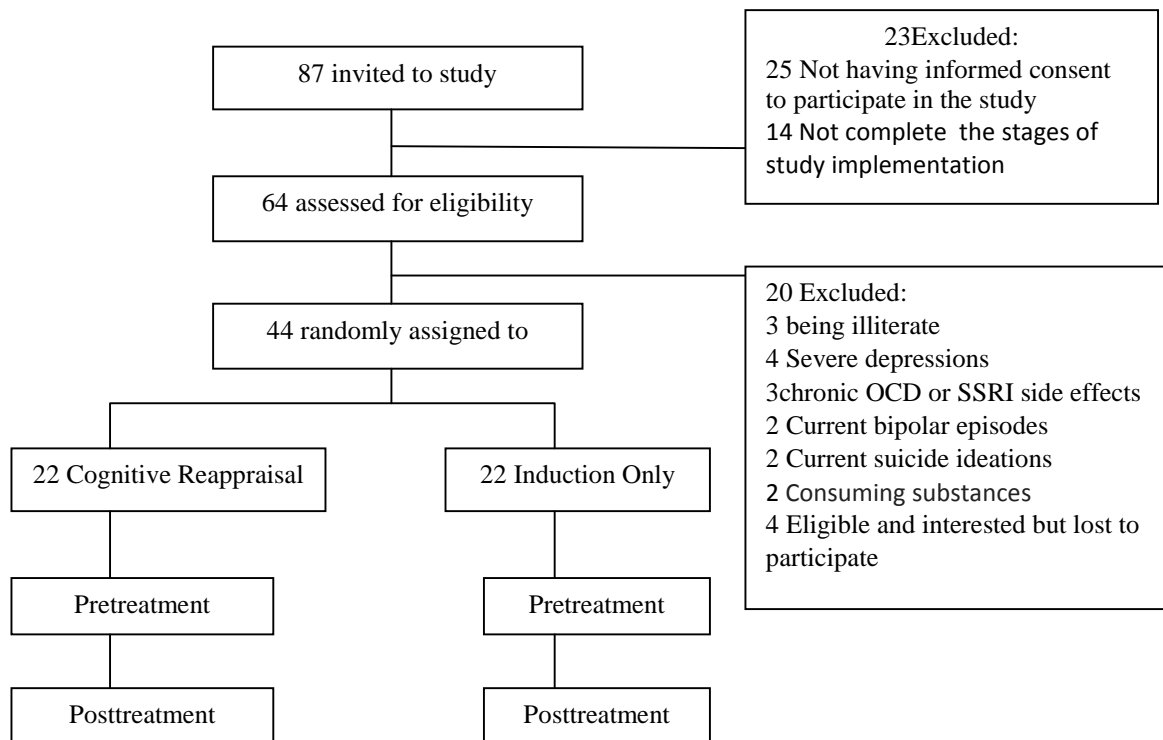 87 invited to study
23Excluded:
25 Not having informed consent
to participate in the study
14 Not complete the stages of
study implementation
64 assessed for eligibility
20 Excluded:
3 being illiterate
4 Severe depressions
3chronic OCD or SSRI side effects
2 Current bipolar episodes
2 Current suicide ideations
2 Consuming substances
4 Eligible and interested but lost to
participate
44 randomly assigned to
22 Cognitive Reappraisal
22 Induction Only
Pretreatment
Pretreatment
Posttreatment
Posttreatment